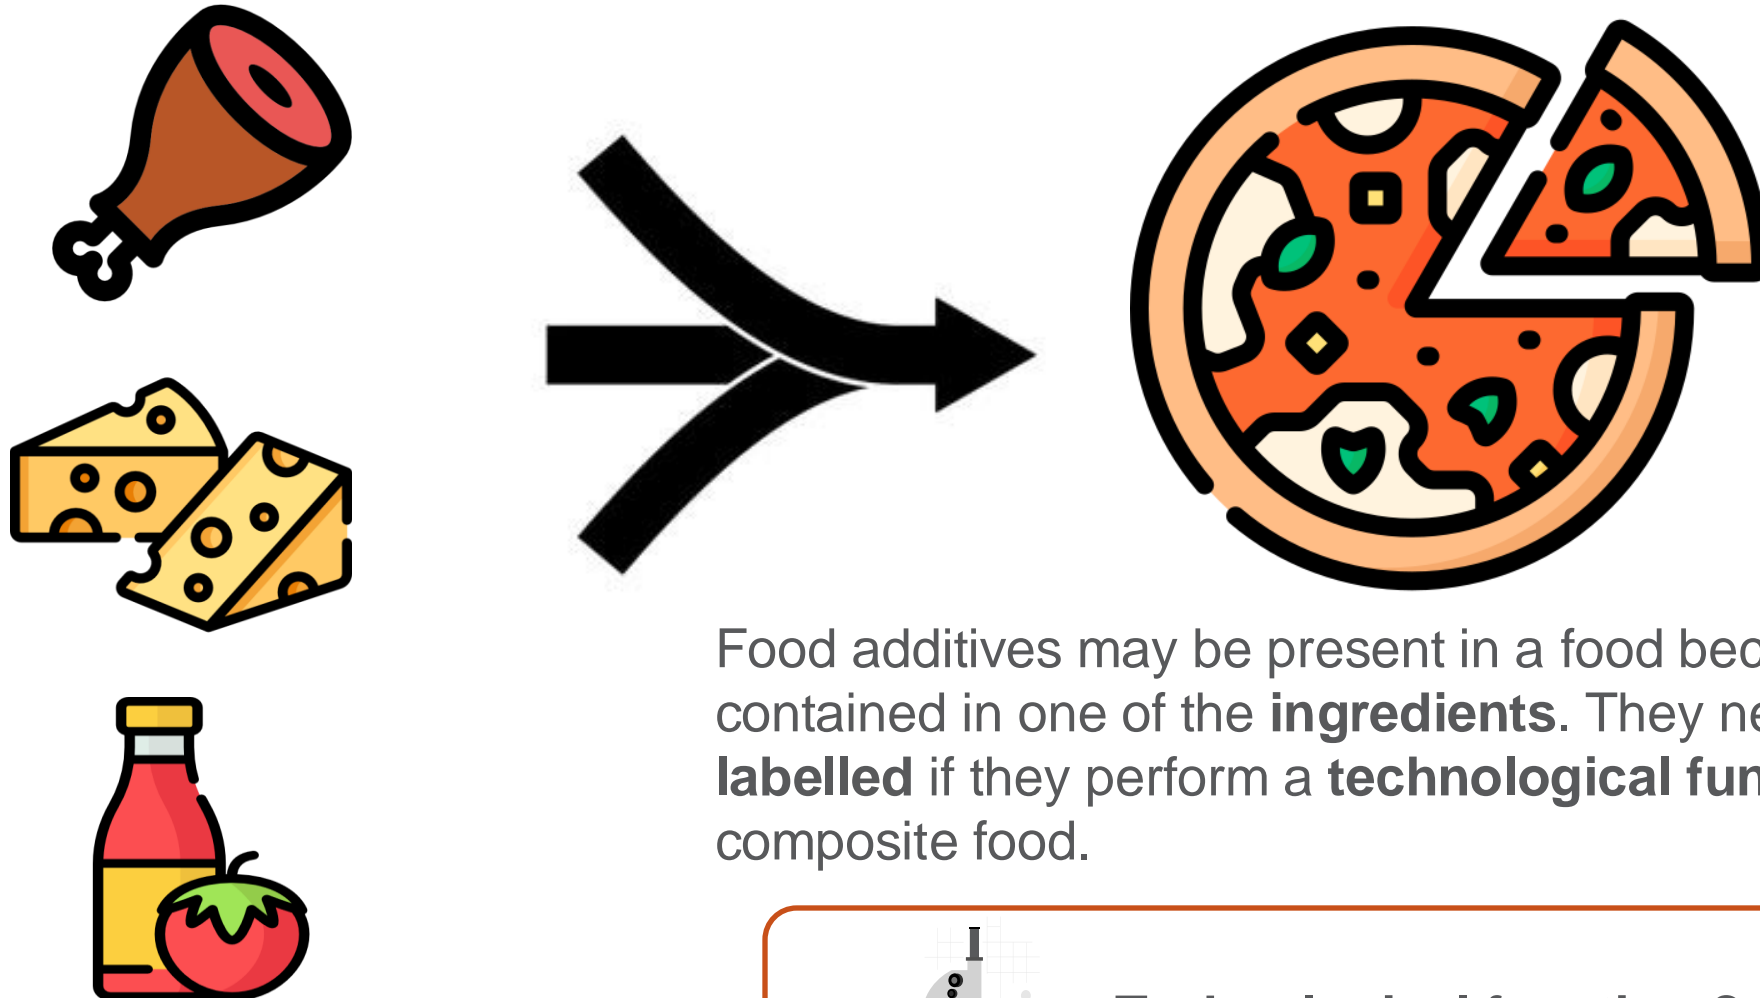 Food additives may be present in a food bec
contained in one of the ingredients. They ne
labelled if they perform a technological fun
composite food.